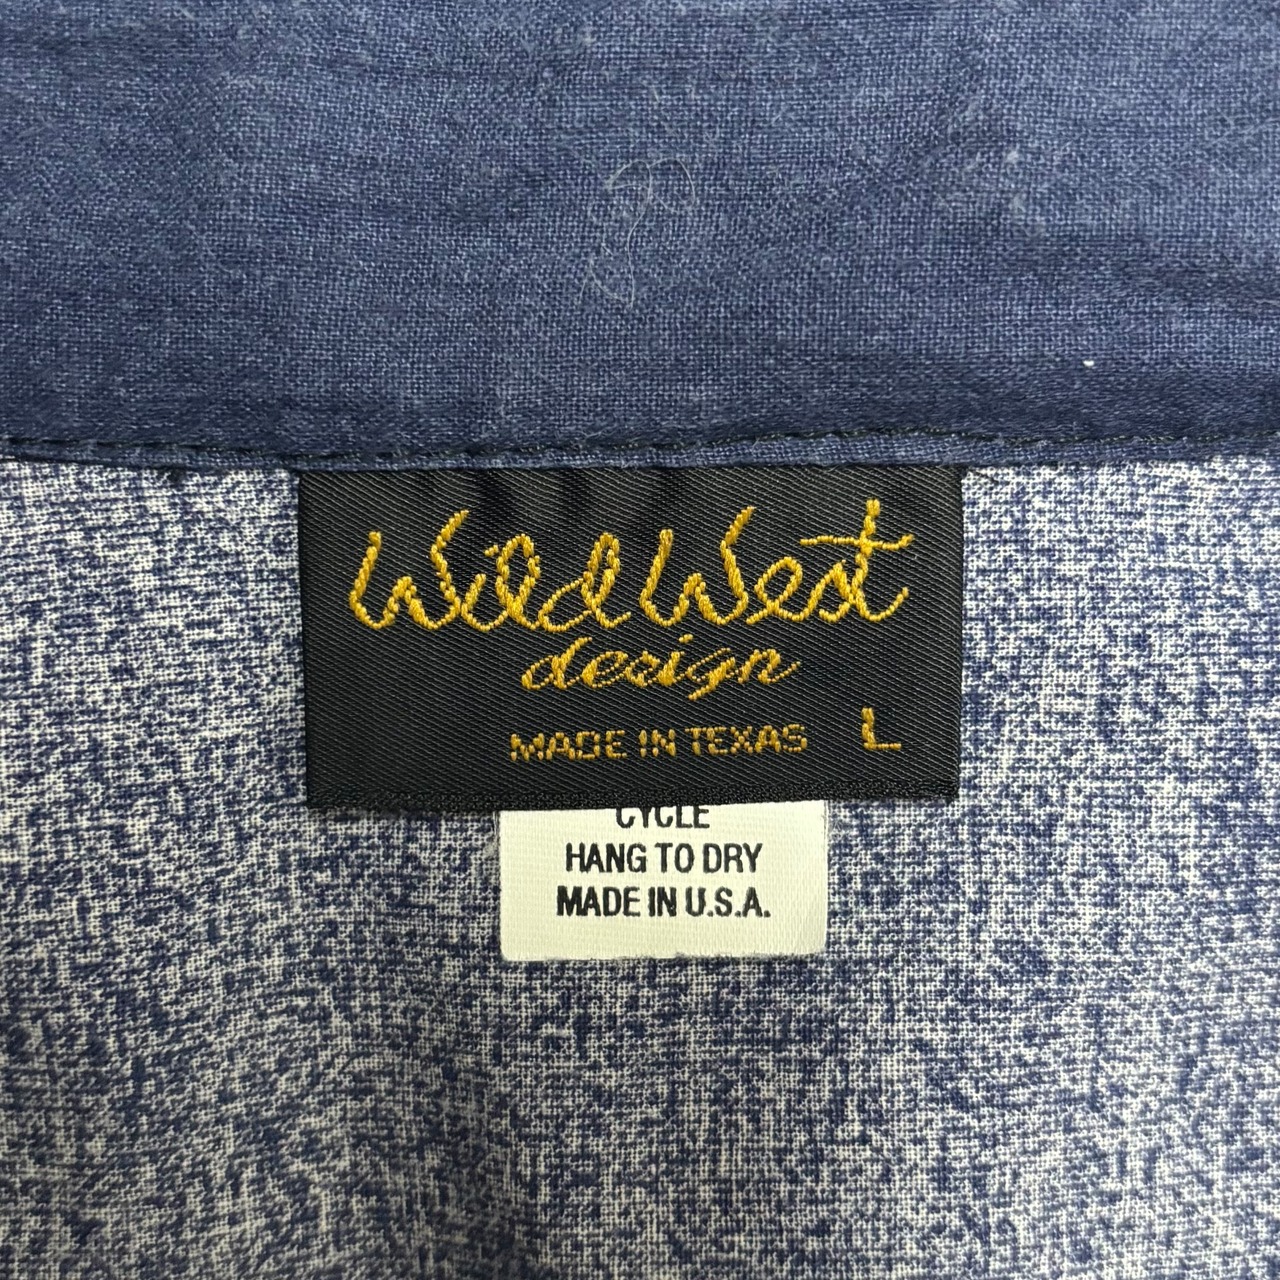 Wild West
design
MADE IN TEXAS L
CYCLE
HANG TO DRY
MADE IN U.S.A.